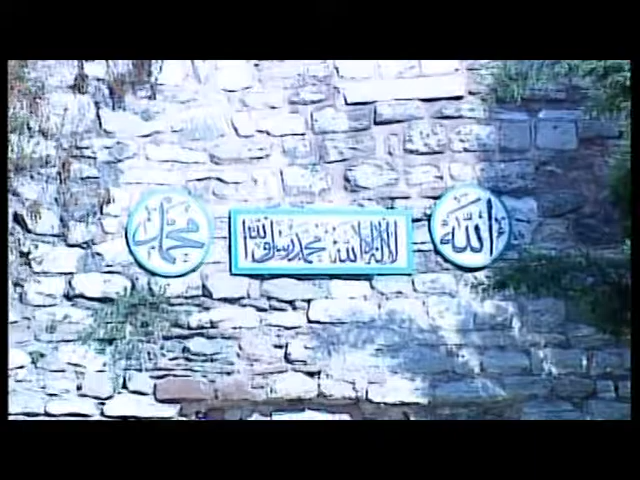 الله
لا اله الا الله محمد رسول الله
محمد